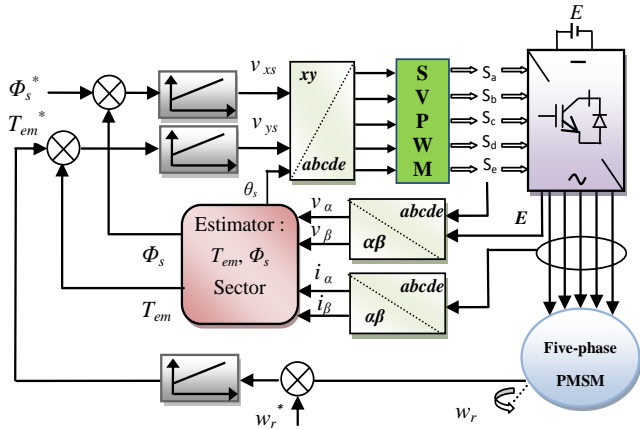 E
Φs*
Tem*
vxs
vys
xy
abcde
S
V
P
W
M
Sa
Sb
Sc
Sd
Se
θs
Estimator :
Tem, Φs
Sector
Φs
Tem
vα
vβ
abcde
αβ
E
iα
iβ
abcde
αβ
Five-phase
PMSM
wr*
wr